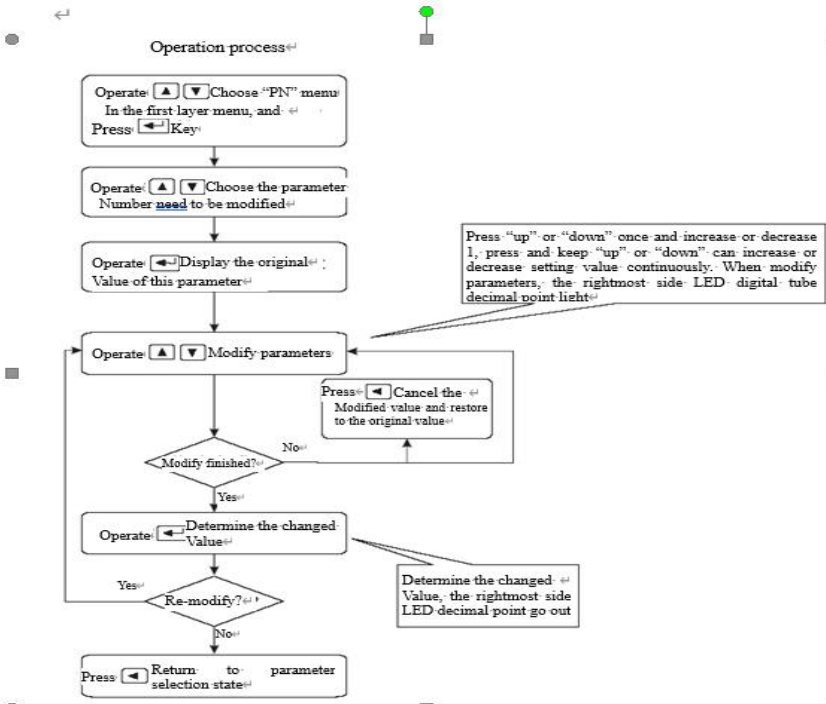 Operation process
Operate ▲ ▼ Choose “PN” menu
In the first layer menu, and
Press Key
Operate ▲ ▼ Choose the parameter
Number need to be modified
Operate Display the original :
Value of this parameter
Press “up” or “down” once and increase or decrease
1, press and keep “up” or “down” can increase or
decrease setting value continuously. When modify
parameters, the rightmost side LED digital tube
decimal point light
Operate ▲ ▼ Modify parameters
Press ◄ Cancel the
Modified value and restore
to the original value
No
Modify finished?
Yes
Operate Determine the changed
Value
Determine the changed
Value, the rightmost side
LED decimal point go out
Yes
Re-modify?
No
Press ◄ Return to parameter
selection state